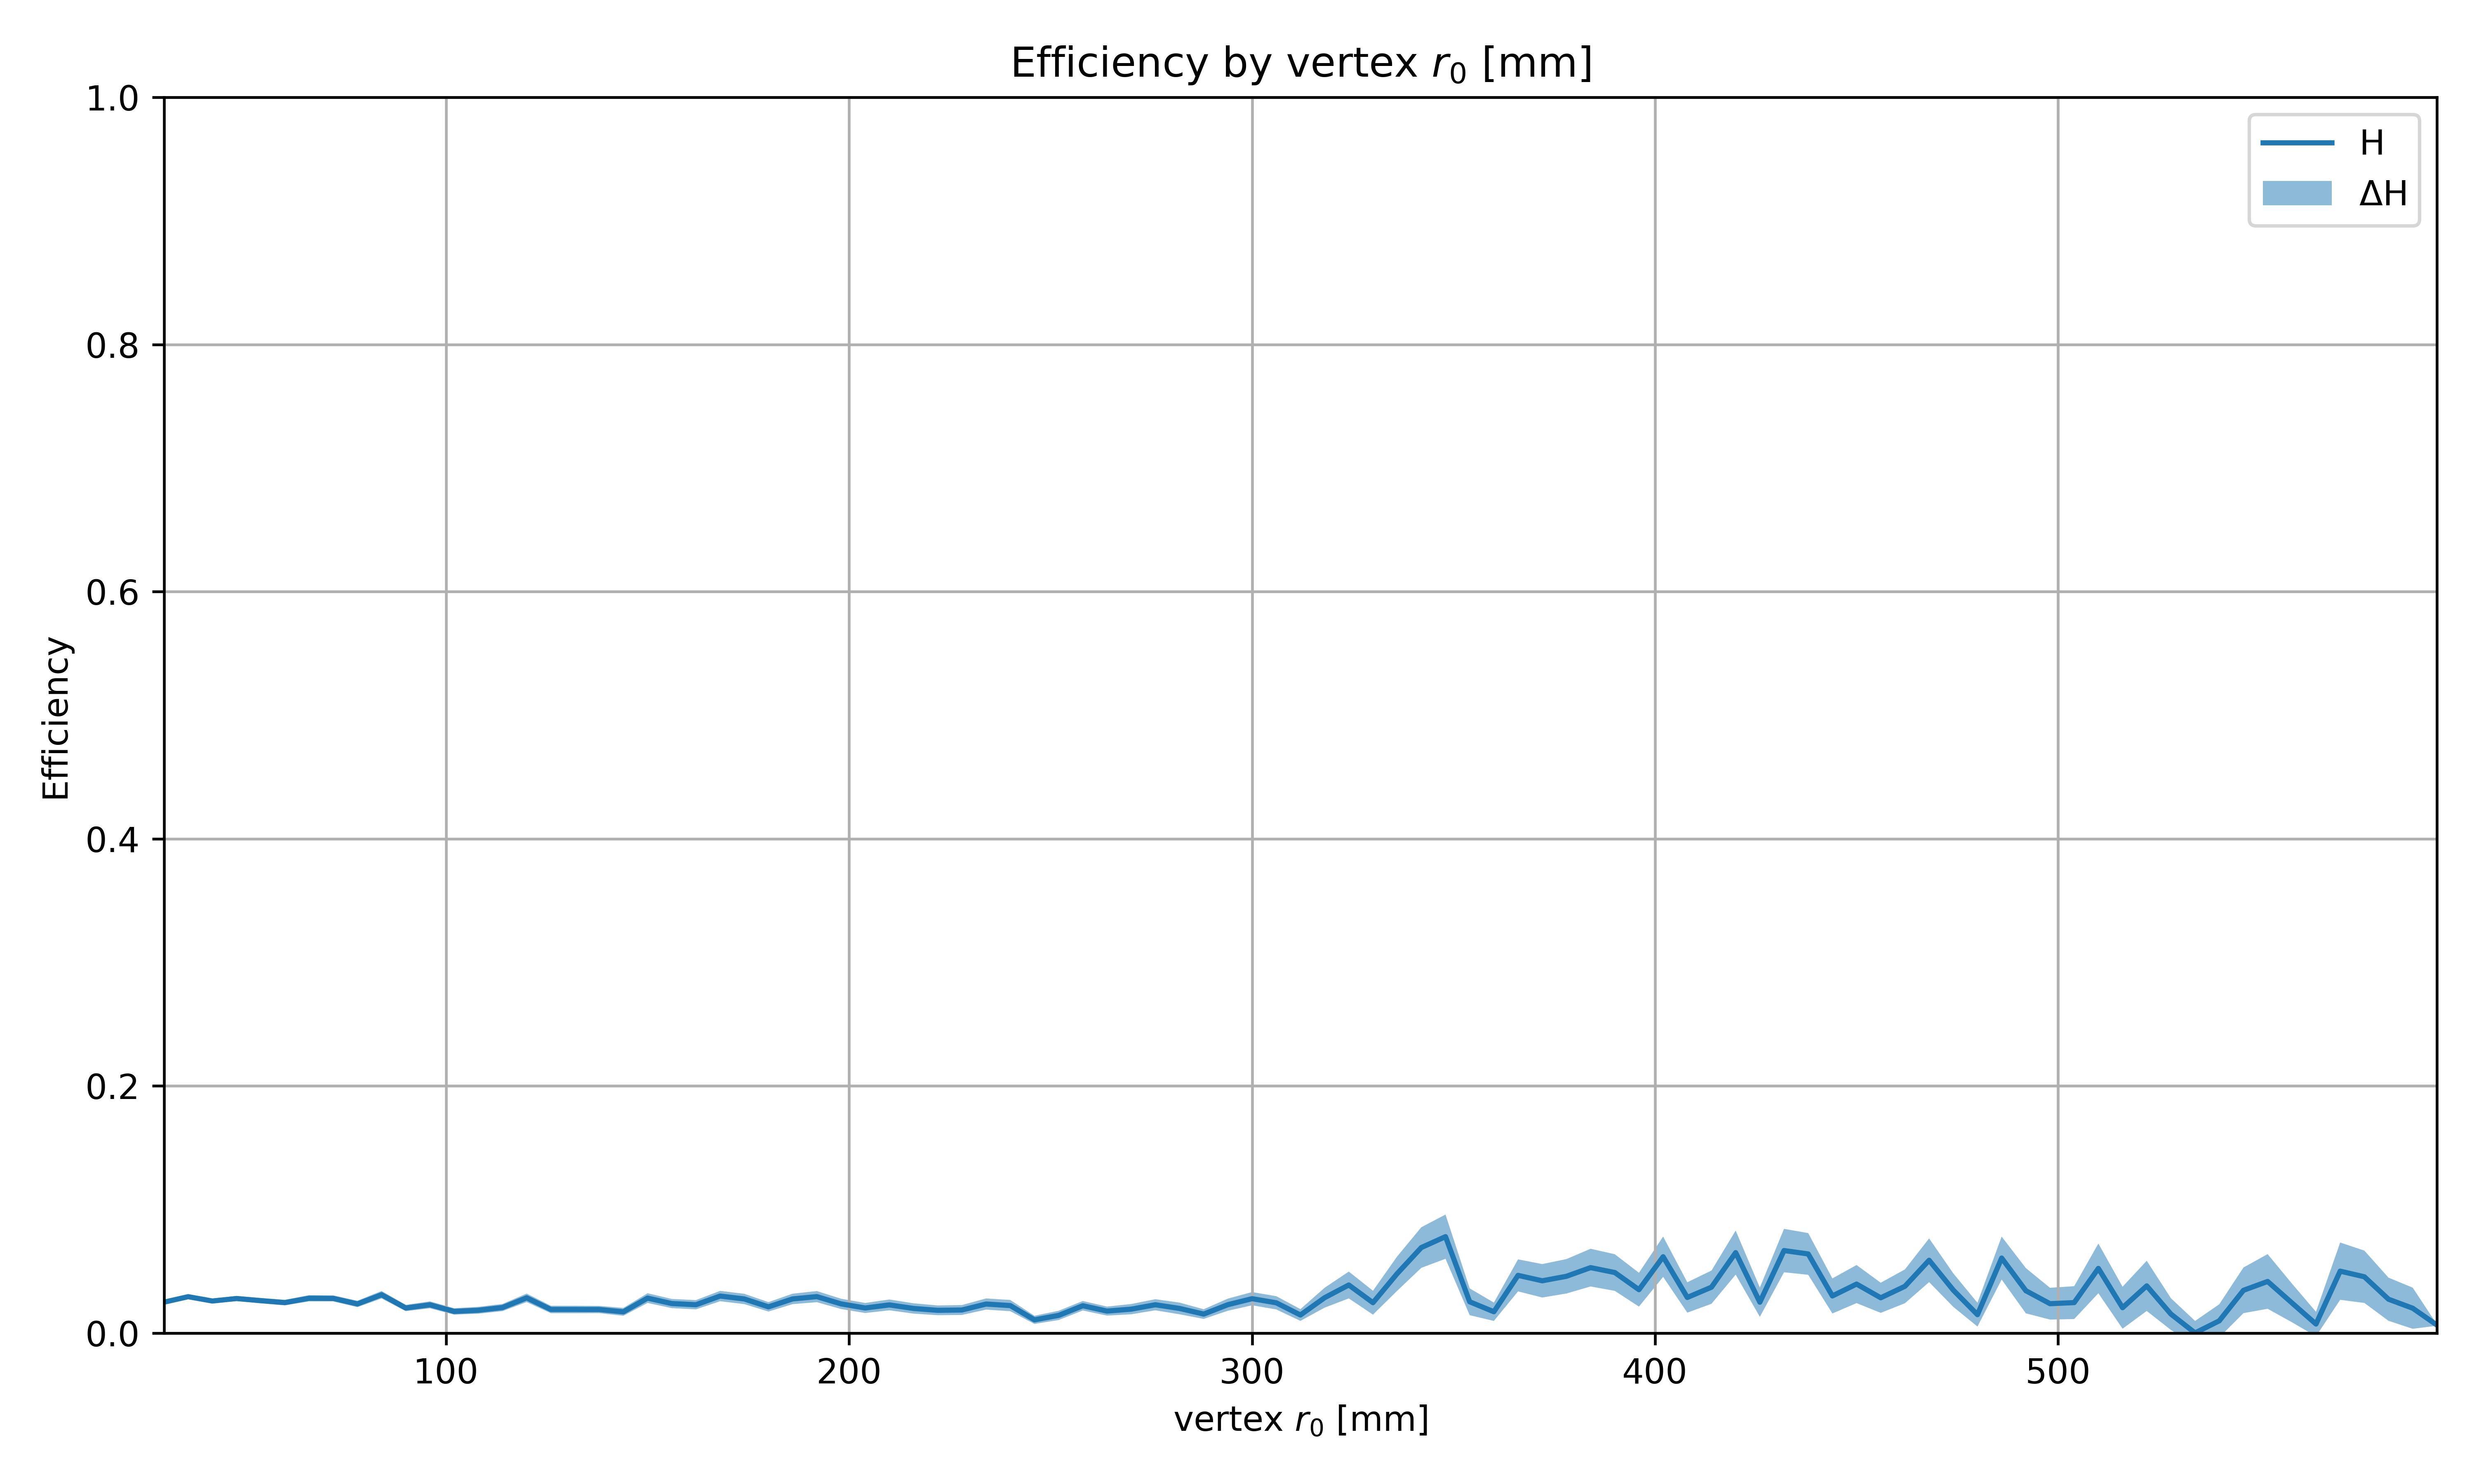 Efficiency by vertex r₀ [mm]
H
ΔH
1.0
0.8
0.6
0.4
0.2
0.0
Efficiency
100 200 300 400 500
vertex r₀ [mm]